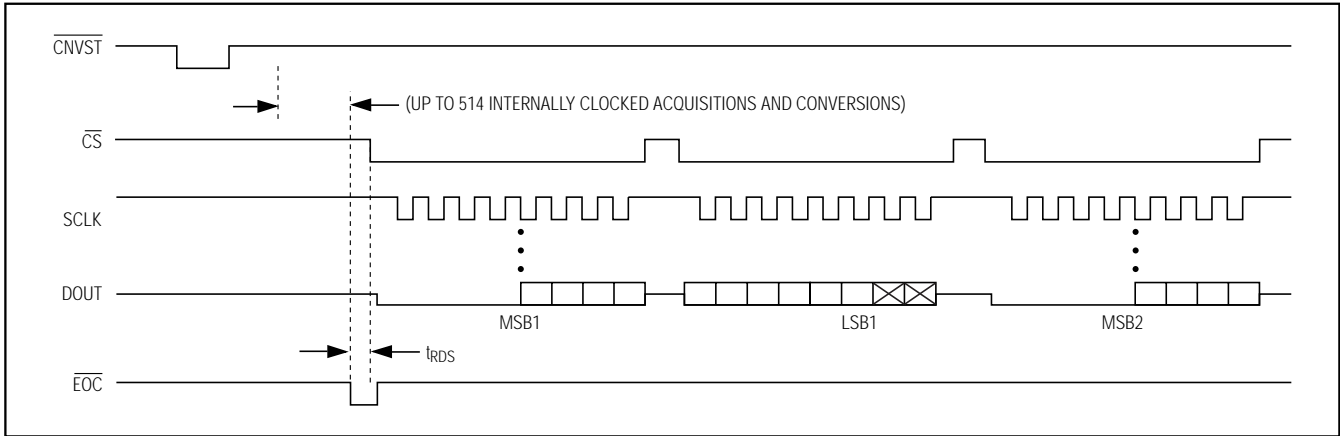 CNVST
(UP TO 514 INTERNALLY CLOCKED ACQUISITIONS AND CONVERSIONS)
CS
SCLK
DOUT
MSB1 LSB1 MSB2
tRDS
EOC